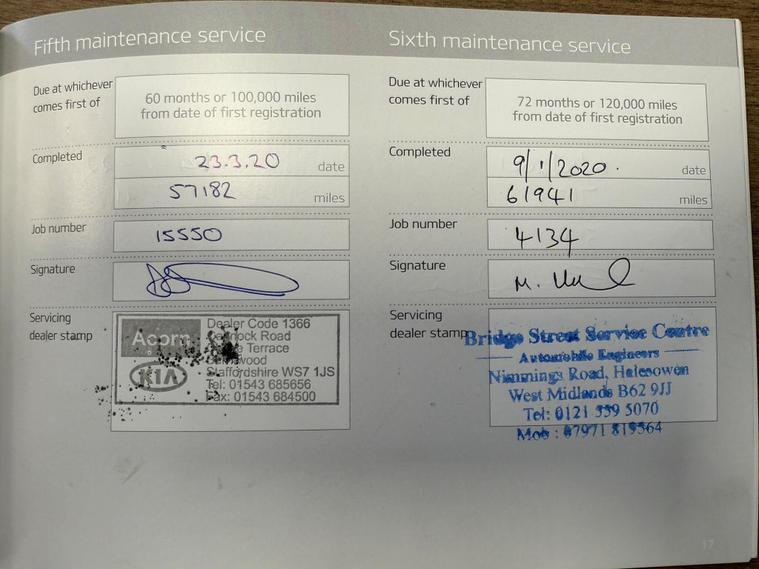 Fifth maintenance service
Due at whichever
comes first of
60 months or 100,000 miles
from date of first registration
Completed
23.3.20 date
57182 miles
Job number
15550
Signature
Servicing
dealer stamp
Acorn
KIA
Dealer Code 1366
Road
Terrace
Staffordshire WS7 1JS
Tel: 01543 685656
Fax: 01543 684500
Sixth maintenance service
Due at whichever
comes first of
72 months or 120,000 miles
from date of first registration
Completed
9/1/2020. date
61941 miles
Job number
4134
Signature
M.
Servicing
dealer stamp
Bridge Street Service Centre
Automobile Engineers
Nimmings Road, Halesowen
West Midlands B62 9JJ
Tel: 0121 559 5070
Mob : 07971 819564
17